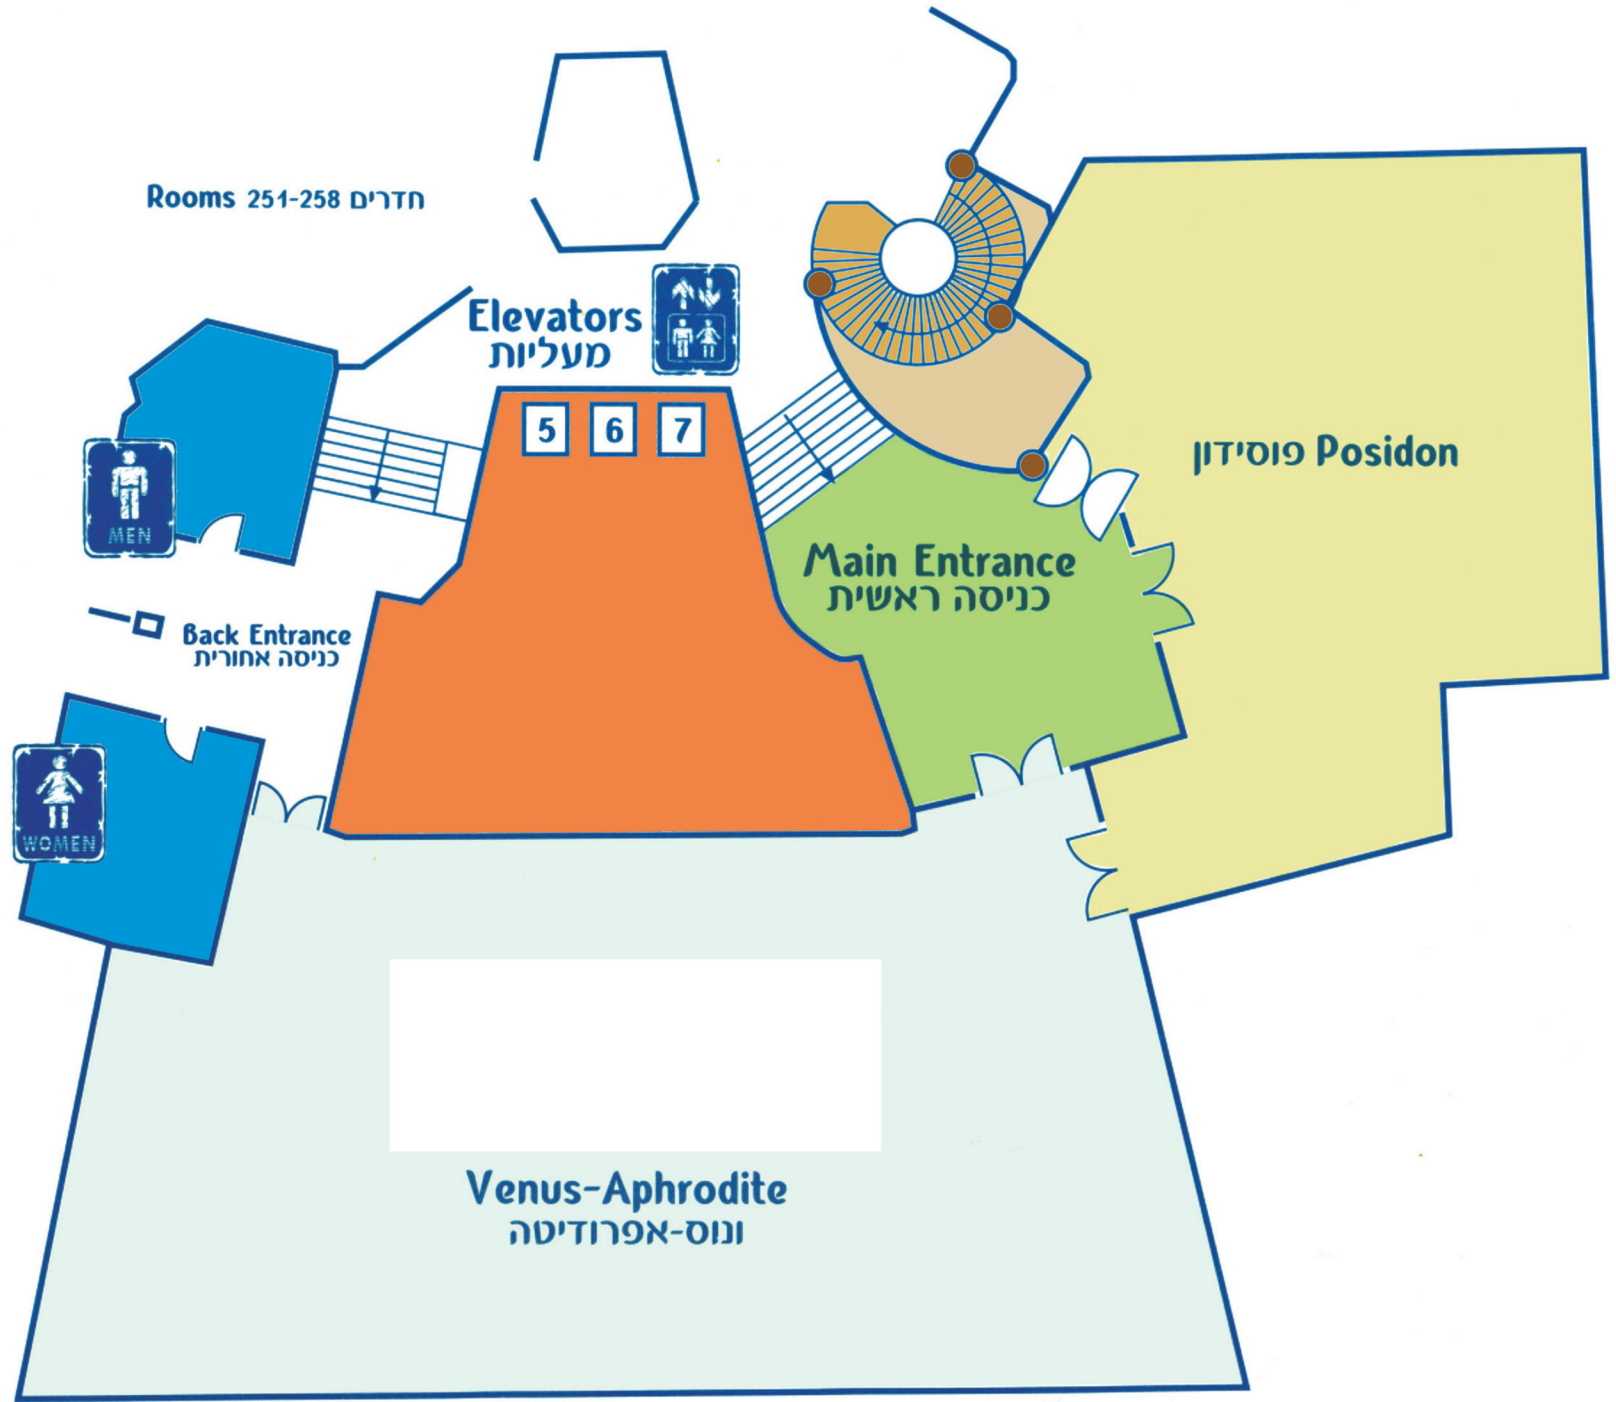 Rooms 251-258 חדרים
Elevators
מעליות
5 6 7
MEN
פוסידון Posidon
Main Entrance
כניסה ראשית
Back Entrance
כניסה אחורית
WOMEN
Venus-Aphrodite
ונוס-אפרודיטה